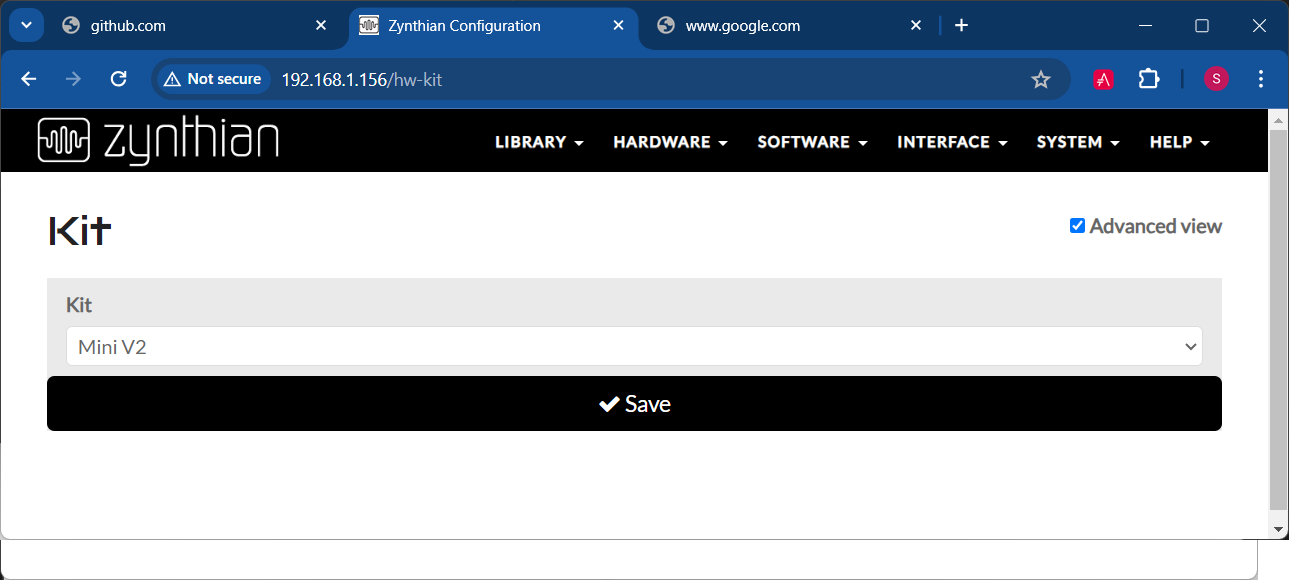 github.com
Zynthian Configuration
www.google.com
Not secure
192.168.1.156/hw-kit
S
zynthian
LIBRARY
HARDWARE
SOFTWARE
INTERFACE
SYSTEM
HELP
Kit
Advanced view
Kit
Mini V2
Save